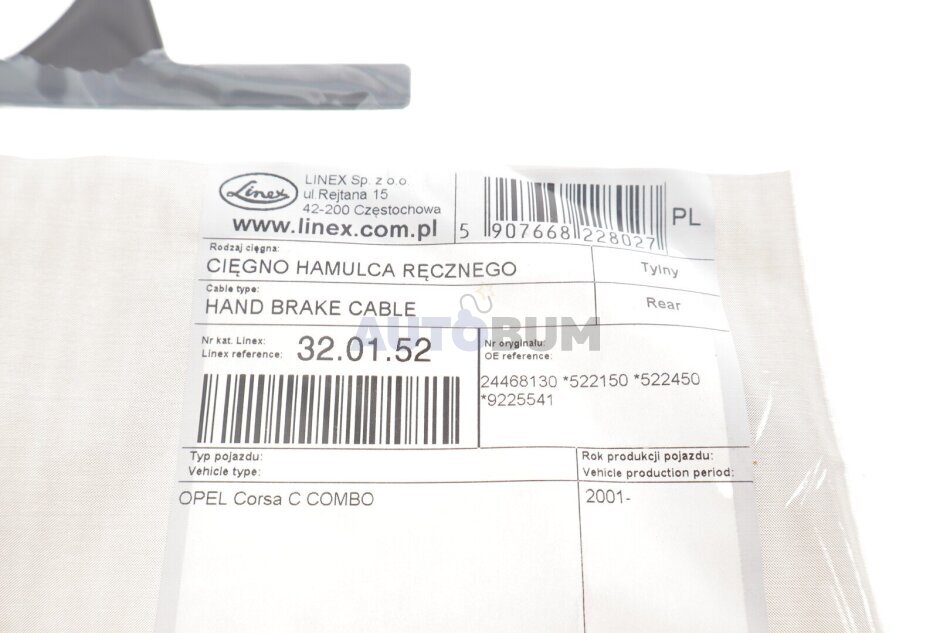 Linex
LINEX Sp. z o.o.
ul.Rejtana 15
42-200 Częstochowa
www.linex.com.pl
5 907668 228027
PL
Rodzaj cięgna:
CIĘGNO HAMULCA RĘCZNEGO
Tylny
Cable type:
HAND BRAKE CABLE
Rear
AUTOBUM
Nr kat. Linex:
Linex reference:
32.01.52
Nr oryginalu:
OE reference:
24468130 *522150 *522450
*9225541
Typ pojazdu:
Vehicle type:
Rok produkcji pojazdu:
Vehicle production period:
OPEL Corsa C COMBO
2001-